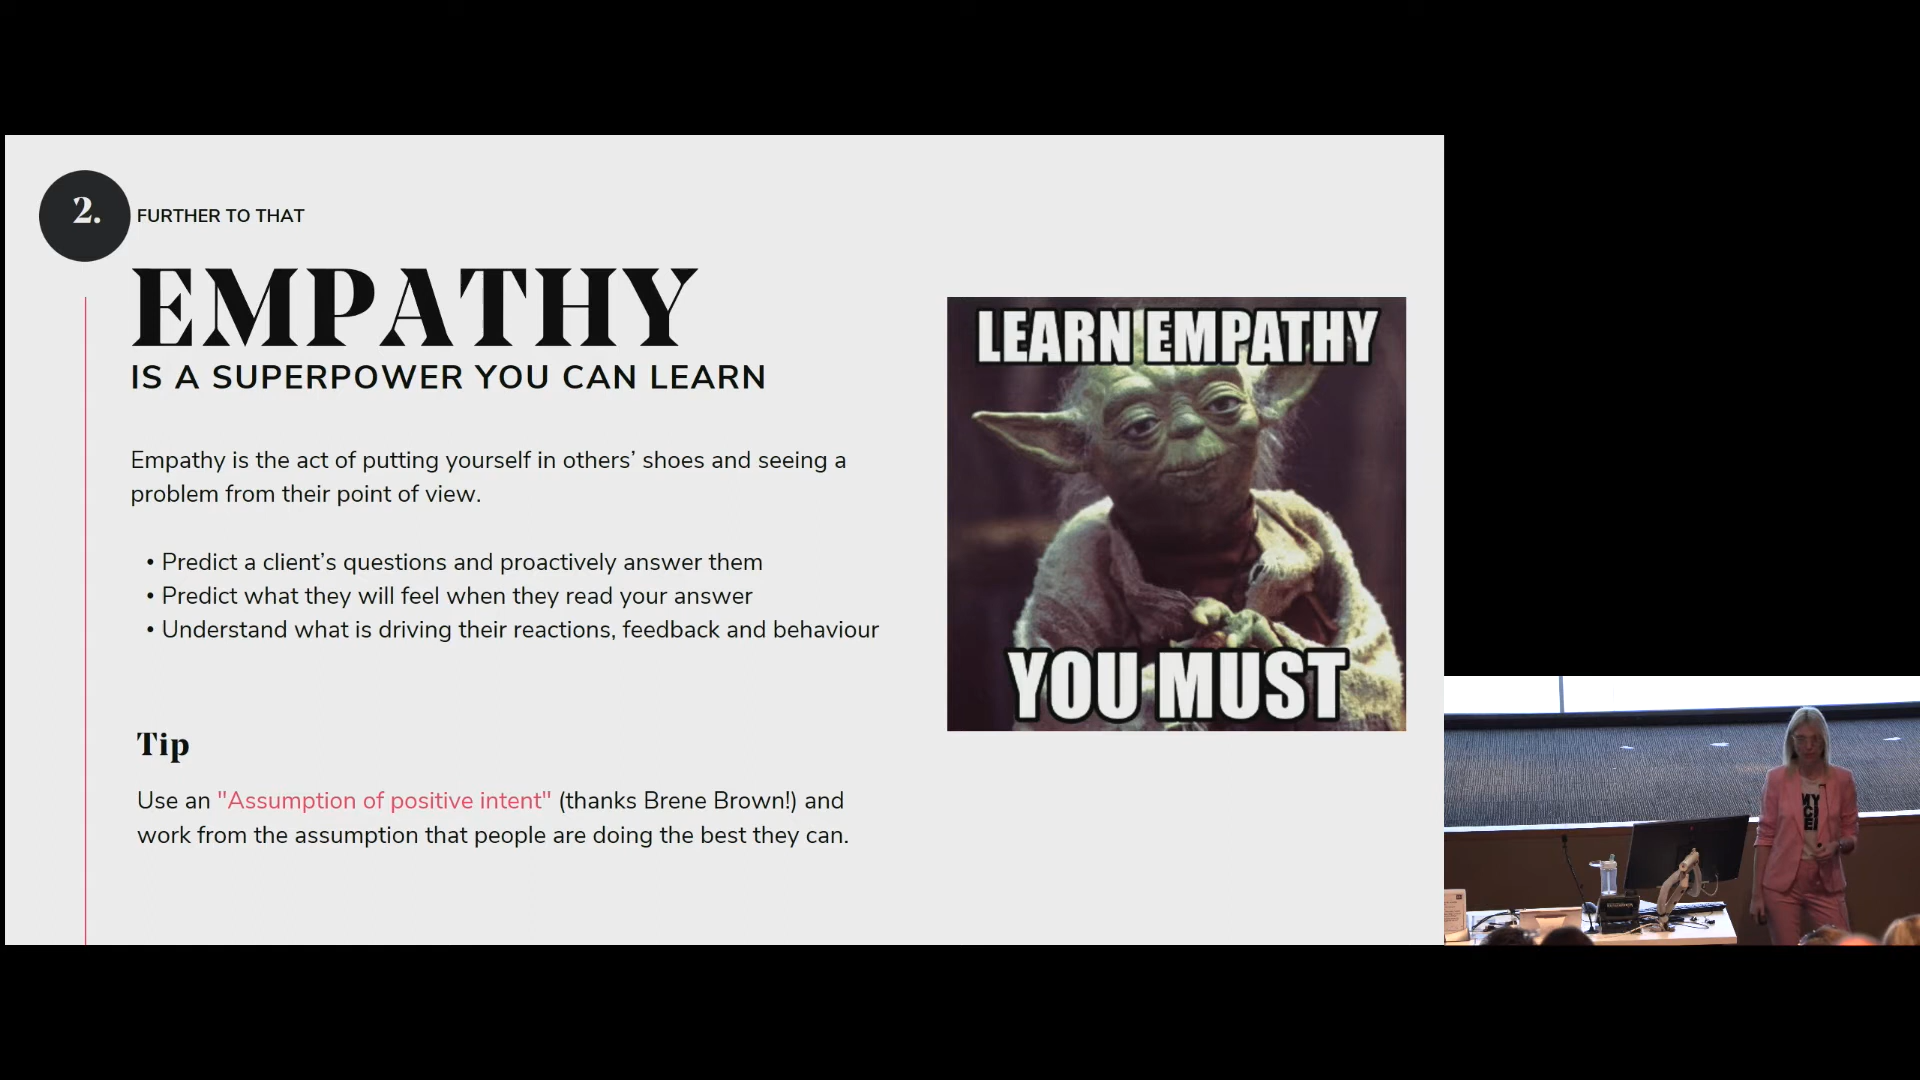 2.
FURTHER TO THAT
EMPATHY
IS A SUPERPOWER YOU CAN LEARN
Empathy is the act of putting yourself in others’ shoes and seeing a
problem from their point of view.
• Predict a client’s questions and proactively answer them
• Predict what they will feel when they read your answer
• Understand what is driving their reactions, feedback and behaviour
Tip
Use an "Assumption of positive intent" (thanks Brene Brown!) and
work from the assumption that people are doing the best they can.
LEARN EMPATHY
YOU MUST